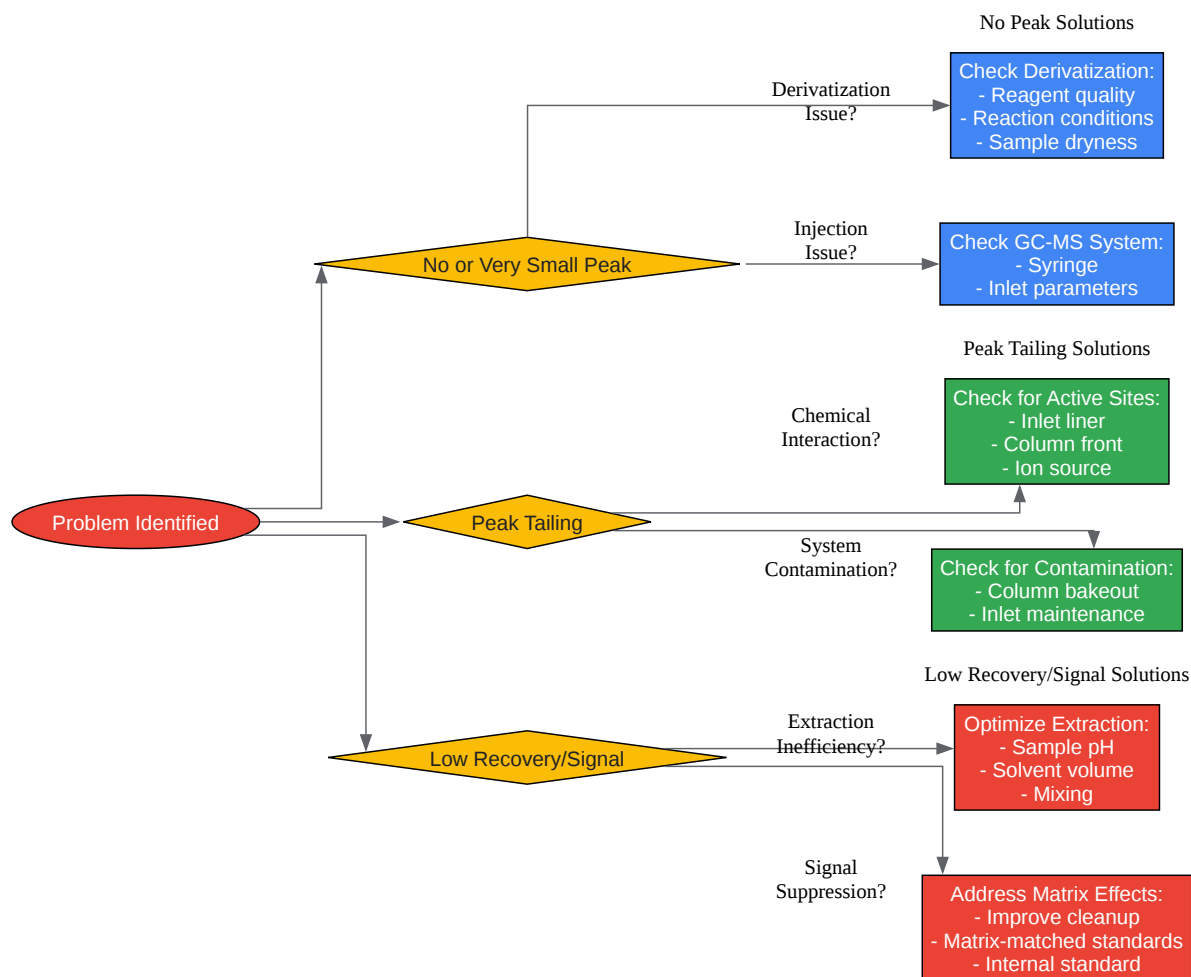 No Peak Solutions
Derivatization
Issue?
Check Derivatization:
- Reagent quality
- Reaction conditions
- Sample dryness
No or Very Small Peak
Injection
Issue?
Check GC-MS System:
- Syringe
- Inlet parameters
Peak Tailing Solutions
Chemical
Interaction?
Check for Active Sites:
- Inlet liner
- Column front
- Ion source
Problem Identified
Peak Tailing
System
Contamination?
Check for Contamination:
- Column bakeout
- Inlet maintenance
Low Recovery/Signal Solutions
Low Recovery/Signal
Extraction
Inefficiency?
Optimize Extraction:
- Sample pH
- Solvent volume
- Mixing
Signal
Suppression?
Address Matrix Effects:
- Improve cleanup
- Matrix-matched standards
- Internal standard